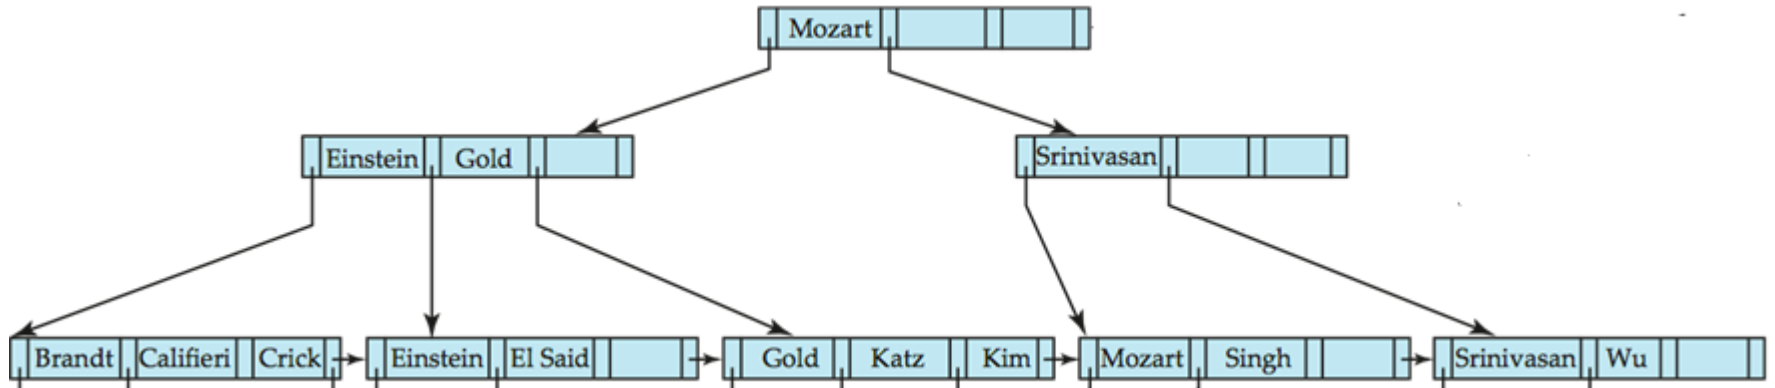 Mozart
Einstein Gold Srinivasan
Brandt Califieri Crick Einstein El Said Gold Katz Kim Mozart Singh Srinivasan Wu